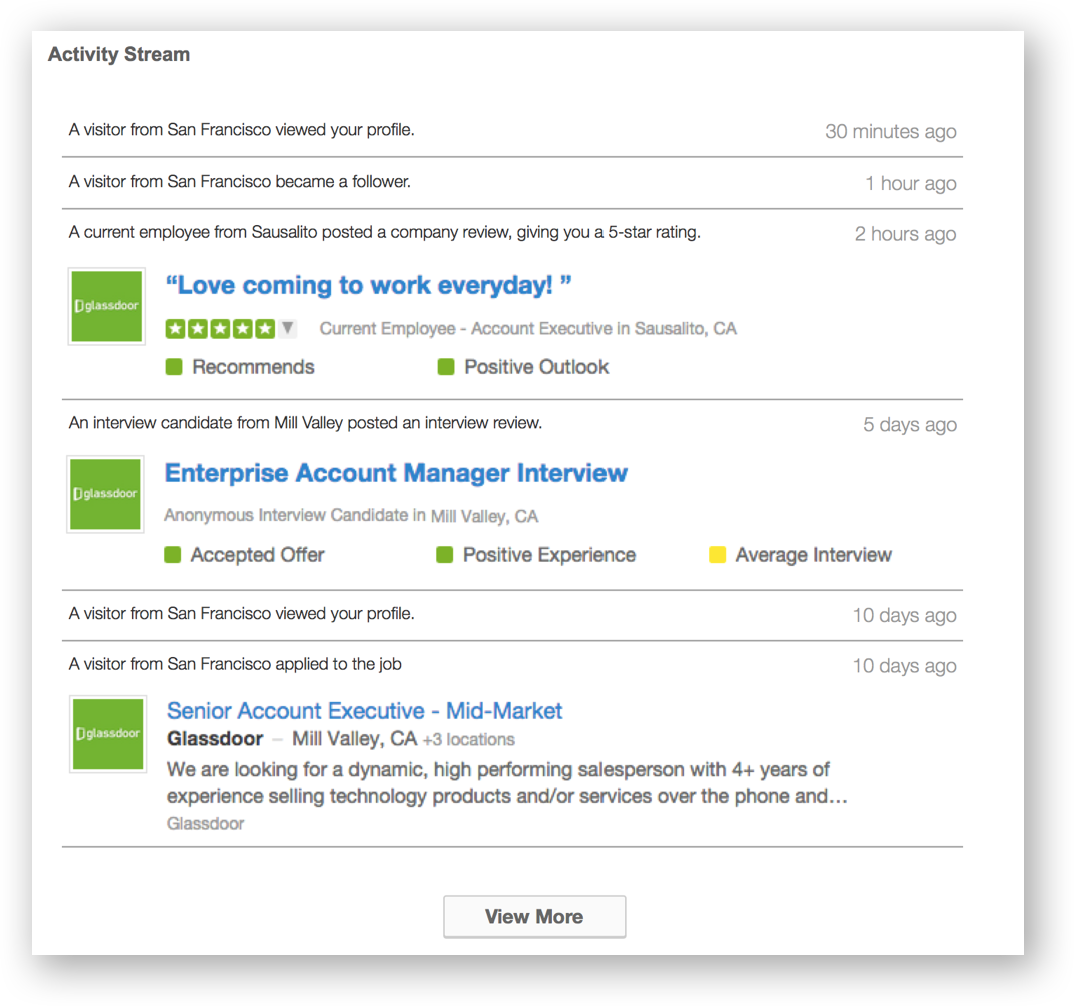 Activity Stream
A visitor from San Francisco viewed your profile.
30 minutes ago
A visitor from San Francisco became a follower.
1 hour ago
A current employee from Sausalito posted a company review, giving you a 5-star rating.
2 hours ago
glassdoor
“Love coming to work everyday! ”
Current Employee - Account Executive in Sausalito, CA
Recommends
Positive Outlook
An interview candidate from Mill Valley posted an interview review.
5 days ago
glassdoor
Enterprise Account Manager Interview
Anonymous Interview Candidate in Mill Valley, CA
Accepted Offer
Positive Experience
Average Interview
A visitor from San Francisco viewed your profile.
10 days ago
A visitor from San Francisco applied to the job
10 days ago
glassdoor
Senior Account Executive - Mid-Market
Glassdoor – Mill Valley, CA +3 locations
We are looking for a dynamic, high performing salesperson with 4+ years of
experience selling technology products and/or services over the phone and...
Glassdoor
View More